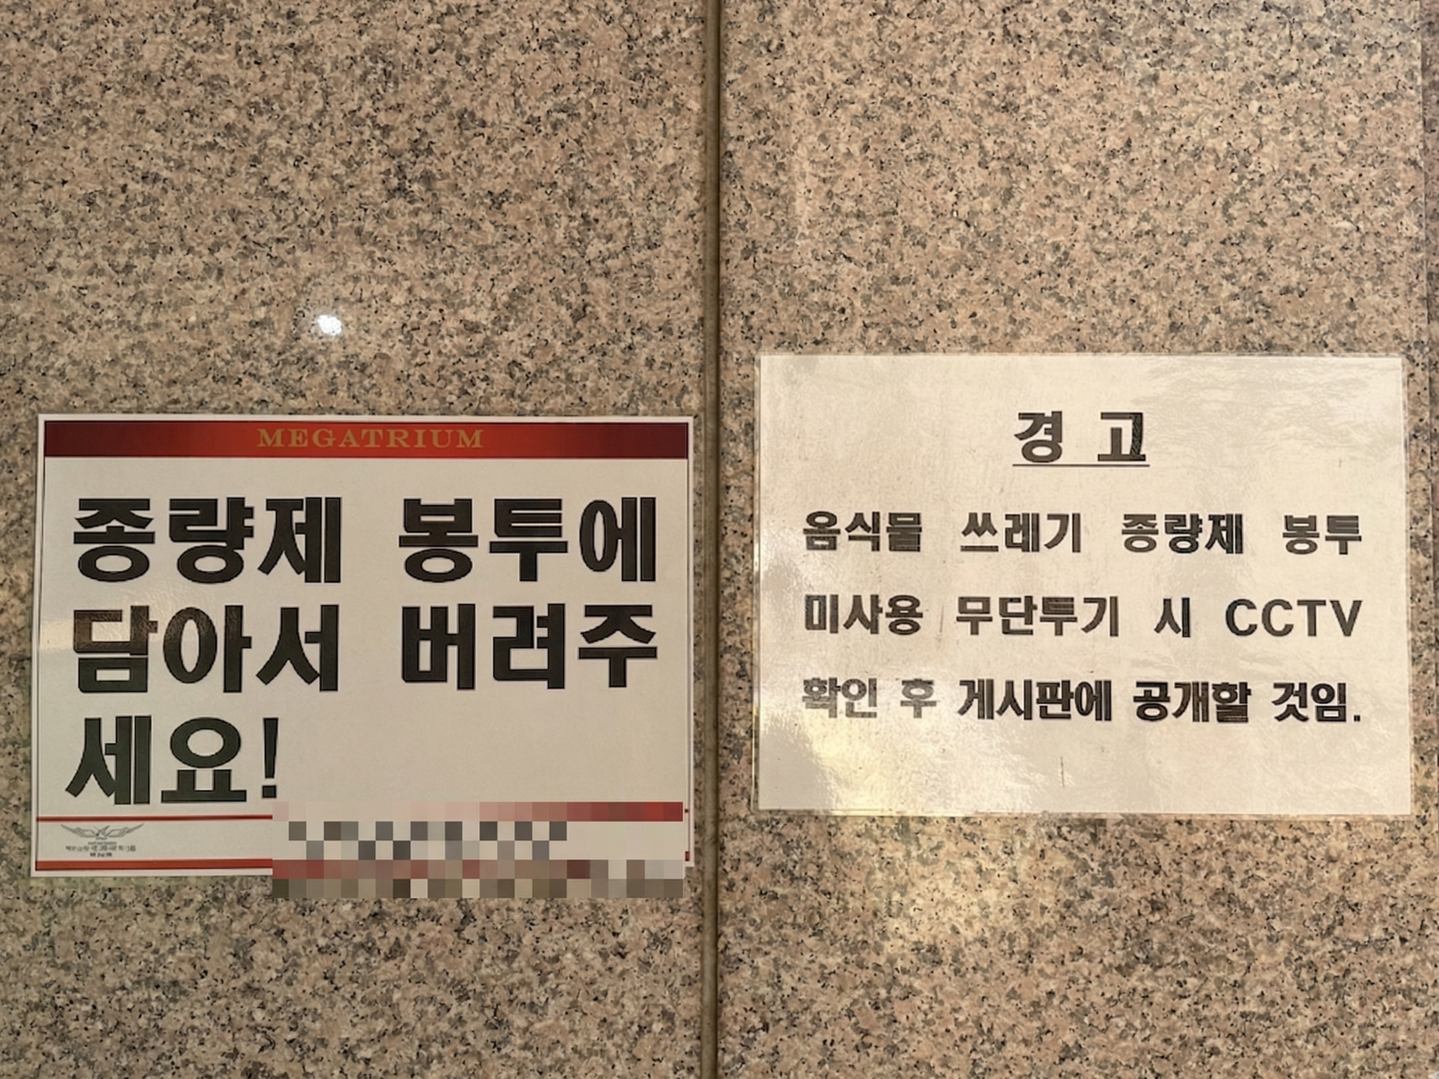 MEGATRIUM
종량제 봉투에
담아서 버려주
세요!
경 고
음식물 쓰레기 종량제 봉투
미사용 무단투기 시 CCTV
확인 후 게시판에 공개할 것임.